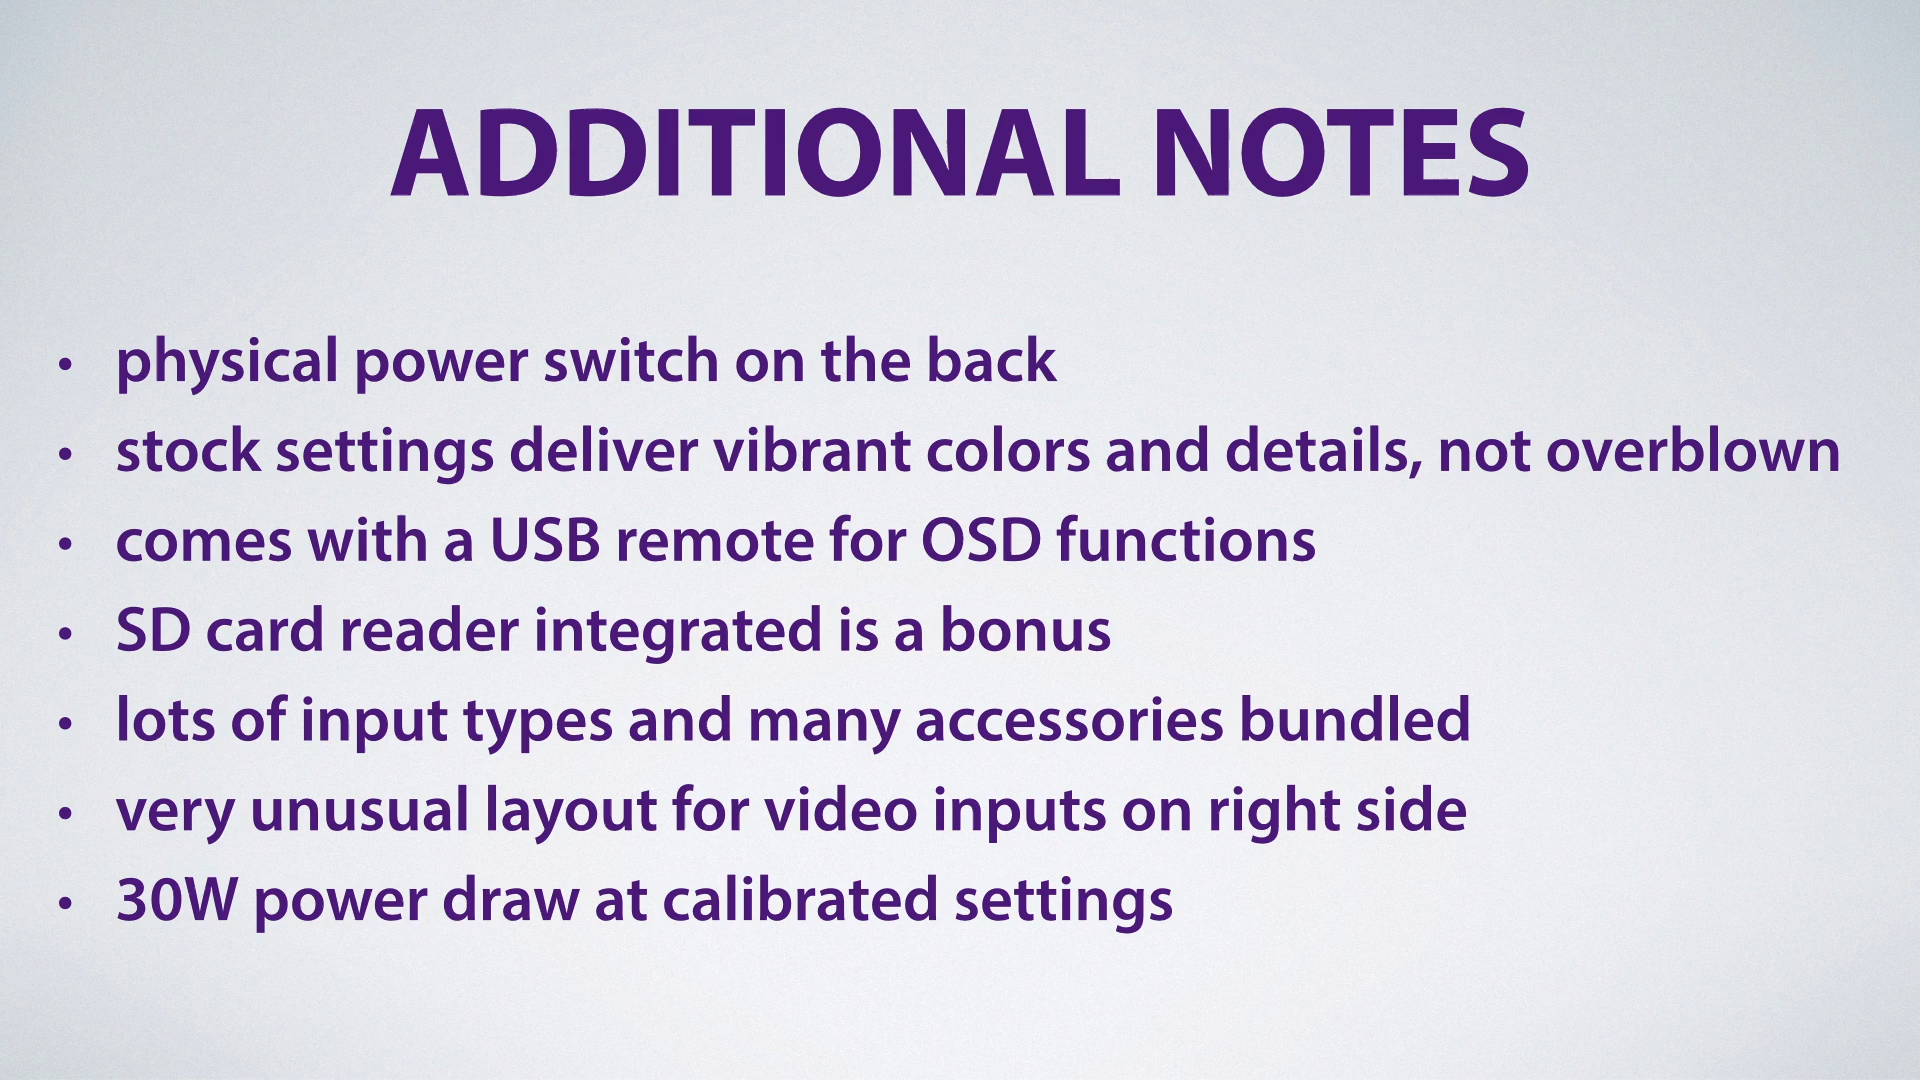 ADDITIONAL NOTES
• physical power switch on the back
• stock settings deliver vibrant colors and details, not overblown
• comes with a USB remote for OSD functions
• SD card reader integrated is a bonus
• lots of input types and many accessories bundled
• very unusual layout for video inputs on right side
• 30W power draw at calibrated settings